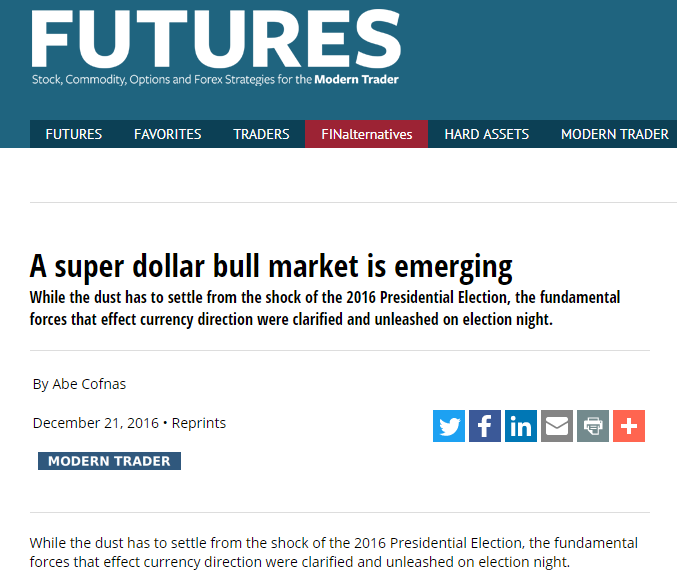 FUTURES
Stock, Commodity, Options and Forex Strategies for the Modern Trader
FUTURES FAVORITES TRADERS FINalternatives HARD ASSETS MODERN TRADER
A super dollar bull market is emerging
While the dust has to settle from the shock of the 2016 Presidential Election, the fundamental
forces that effect currency direction were clarified and unleashed on election night.
By Abe Cofnas
December 21, 2016 • Reprints
MODERN TRADER
While the dust has to settle from the shock of the 2016 Presidential Election, the fundamental
forces that effect currency direction were clarified and unleashed on election night.